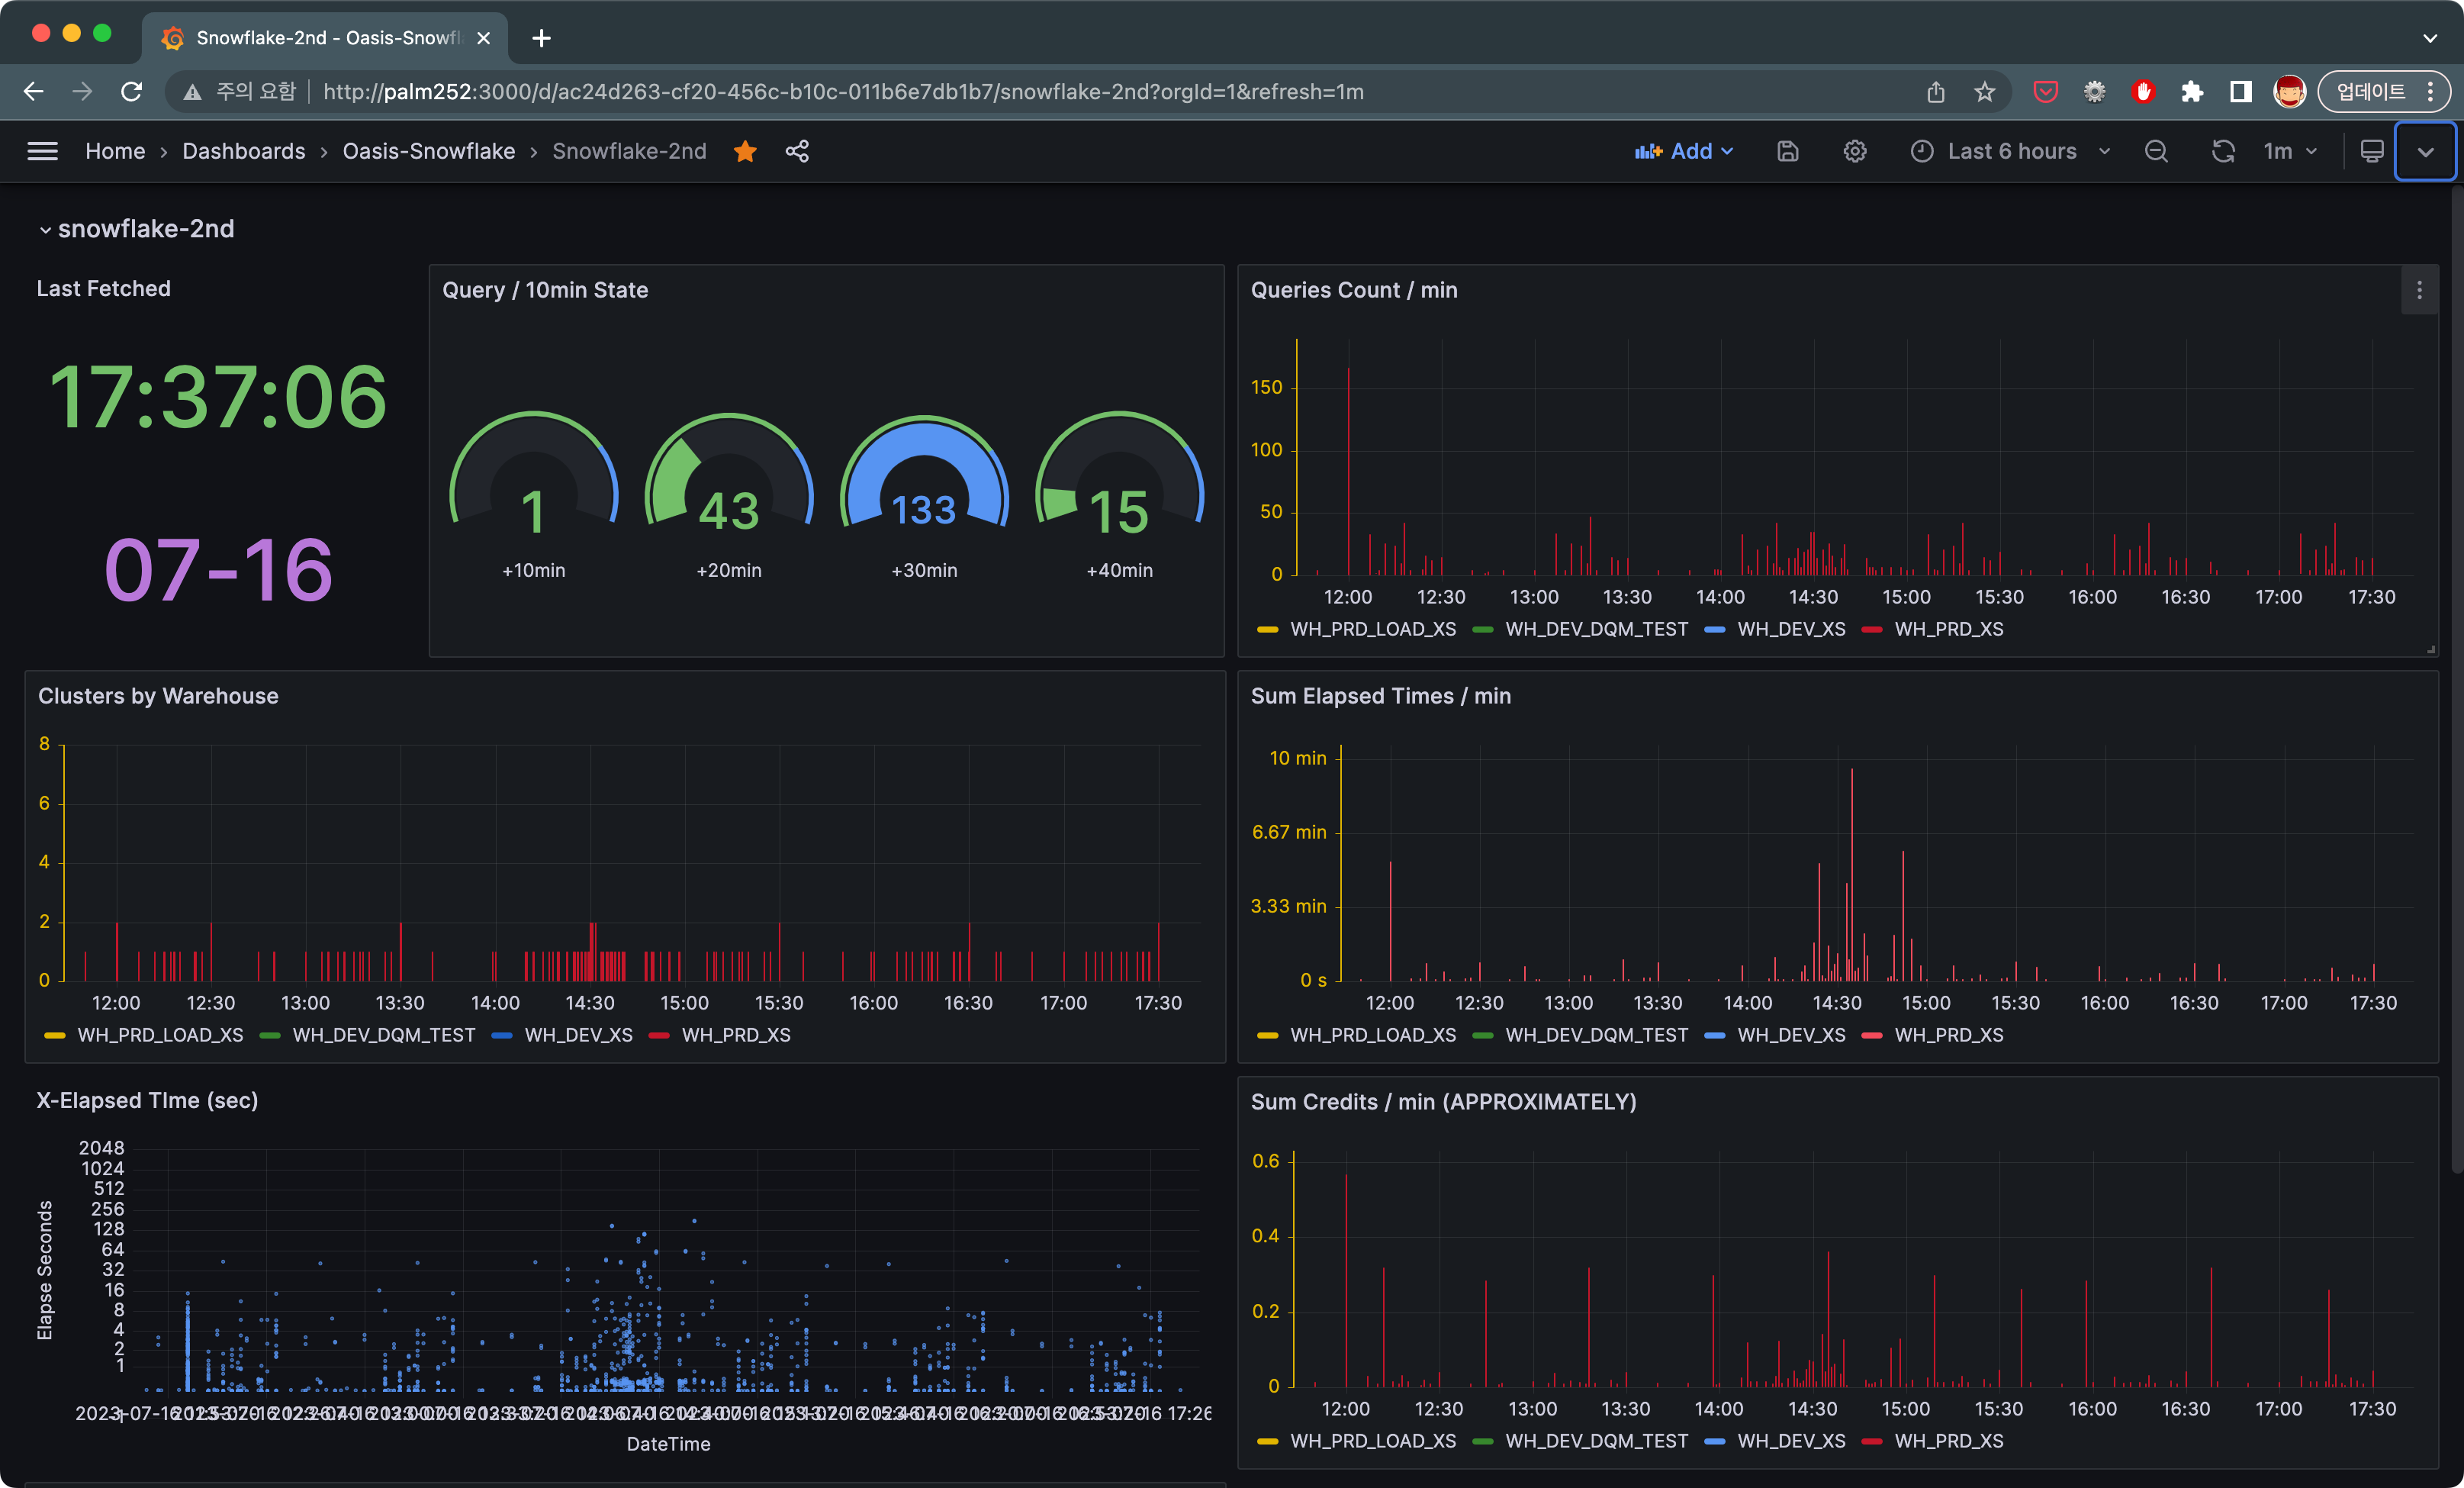 Snowflake-2nd - Oasis-Snowfl
주의 요함 http://palm252:3000/d/ac24d263-cf20-456c-b10c-011b6e7db1b7/snowflake-2nd?orgId=1&refresh=1m 업데이트
Home › Dashboards › Oasis-Snowflake › Snowflake-2nd Add Last 6 hours 1m
snowflake-2nd
Last Fetched
17:37:06
07-16
Query / 10min State
1 43 133 15
+10min +20min +30min +40min
Queries Count / min
150
100
50
0
12:00 12:30 13:00 13:30 14:00 14:30 15:00 15:30 16:00 16:30 17:00 17:30
WH_PRD_LOAD_XS WH_DEV_DQM_TEST WH_DEV_XS WH_PRD_XS
Clusters by Warehouse
8
6
4
2
0
12:00 12:30 13:00 13:30 14:00 14:30 15:00 15:30 16:00 16:30 17:00 17:30
WH_PRD_LOAD_XS WH_DEV_DQM_TEST WH_DEV_XS WH_PRD_XS
Sum Elapsed Times / min
10 min
6.67 min
3.33 min
0 s
12:00 12:30 13:00 13:30 14:00 14:30 15:00 15:30 16:00 16:30 17:00 17:30
WH_PRD_LOAD_XS WH_DEV_DQM_TEST WH_DEV_XS WH_PRD_XS
X-Elapsed TIme (sec)
Elapse Seconds
2048
1024
512
256
128
64
32
16
8
4
2
1
DateTime
Sum Credits / min (APPROXIMATELY)
0.6
0.4
0.2
0
12:00 12:30 13:00 13:30 14:00 14:30 15:00 15:30 16:00 16:30 17:00 17:30
WH_PRD_LOAD_XS WH_DEV_DQM_TEST WH_DEV_XS WH_PRD_XS